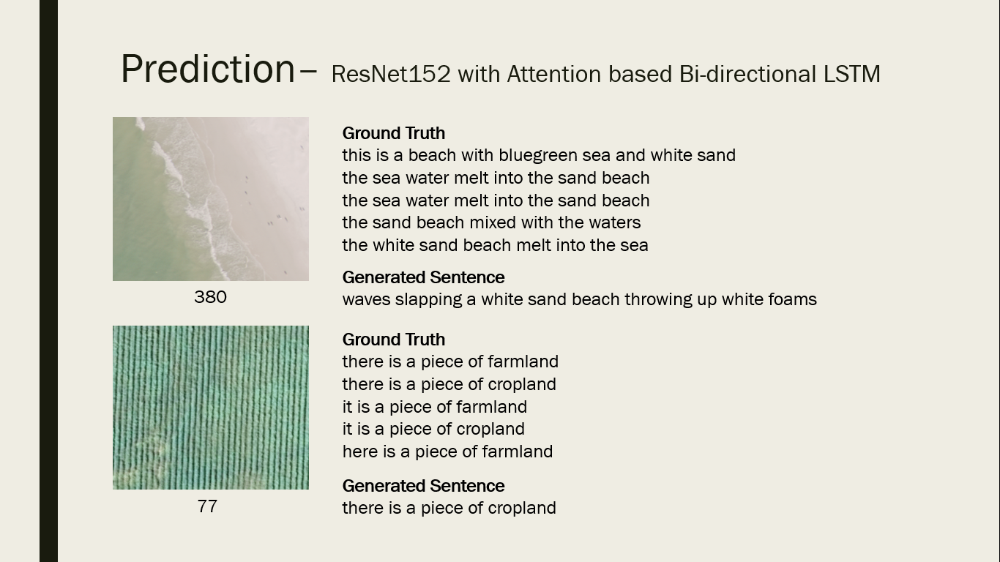 Prediction – ResNet152 with Attention based Bi-directional LSTM
Ground Truth
this is a beach with bluegreen sea and white sand
the sea water melt into the sand beach
the sea water melt into the sand beach
the sand beach mixed with the waters
the white sand beach melt into the sea
Generated Sentence
waves slapping a white sand beach throwing up white foams
380
Ground Truth
there is a piece of farmland
there is a piece of cropland
it is a piece of farmland
it is a piece of cropland
here is a piece of farmland
Generated Sentence
there is a piece of cropland
77